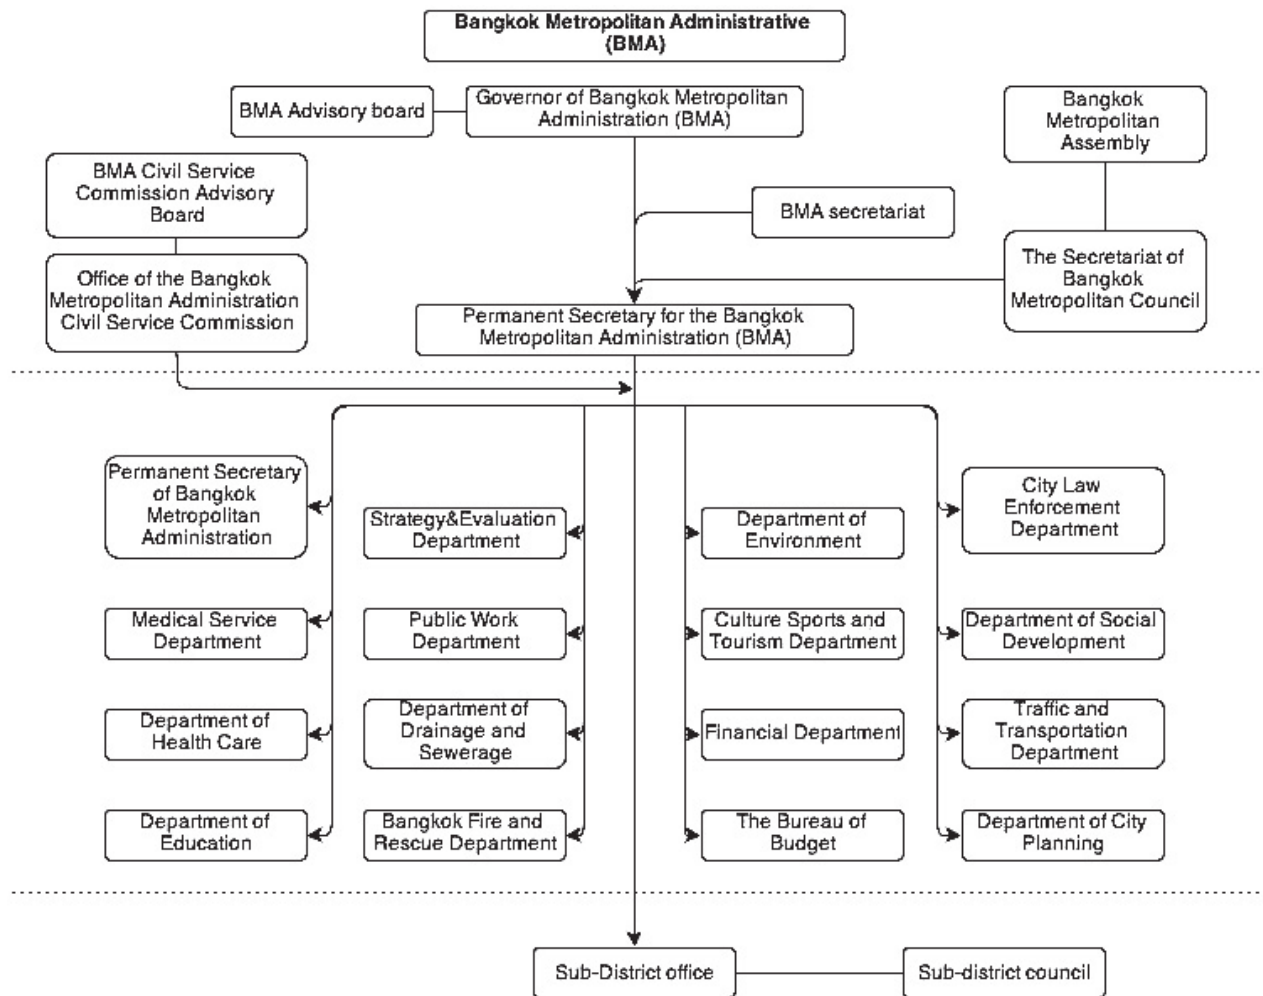 Bangkok Metropolitan Administrative
(BMA)
BMA Advisory board
Governor of Bangkok Metropolitan
Administration (BMA)
Bangkok
Metropolitan
Assembly
BMA Civil Service
Commission Advisory
Board
BMA secretariat
Office of the Bangkok
Metropolitan Administration
Civil Service Commission
The Secretariat of
Bangkok
Metropolitan Council
Permanent Secretary for the Bangkok
Metropolitan Administration (BMA)
Permanent Secretary
of Bangkok
Metropolitan
Administration
Strategy&Evaluation
Department
Department of
Environment
City Law
Enforcement
Department
Medical Service
Department
Public Work
Department
Culture Sports and
Tourism Department
Department of Social
Development
Department of
Health Care
Department of
Drainage and
Sewerage
Financial Department
Traffic and
Transportation
Department
Department of
Education
Bangkok Fire and
Rescue Department
The Bureau of
Budget
Department of City
Planning
Sub-District office
Sub-district council